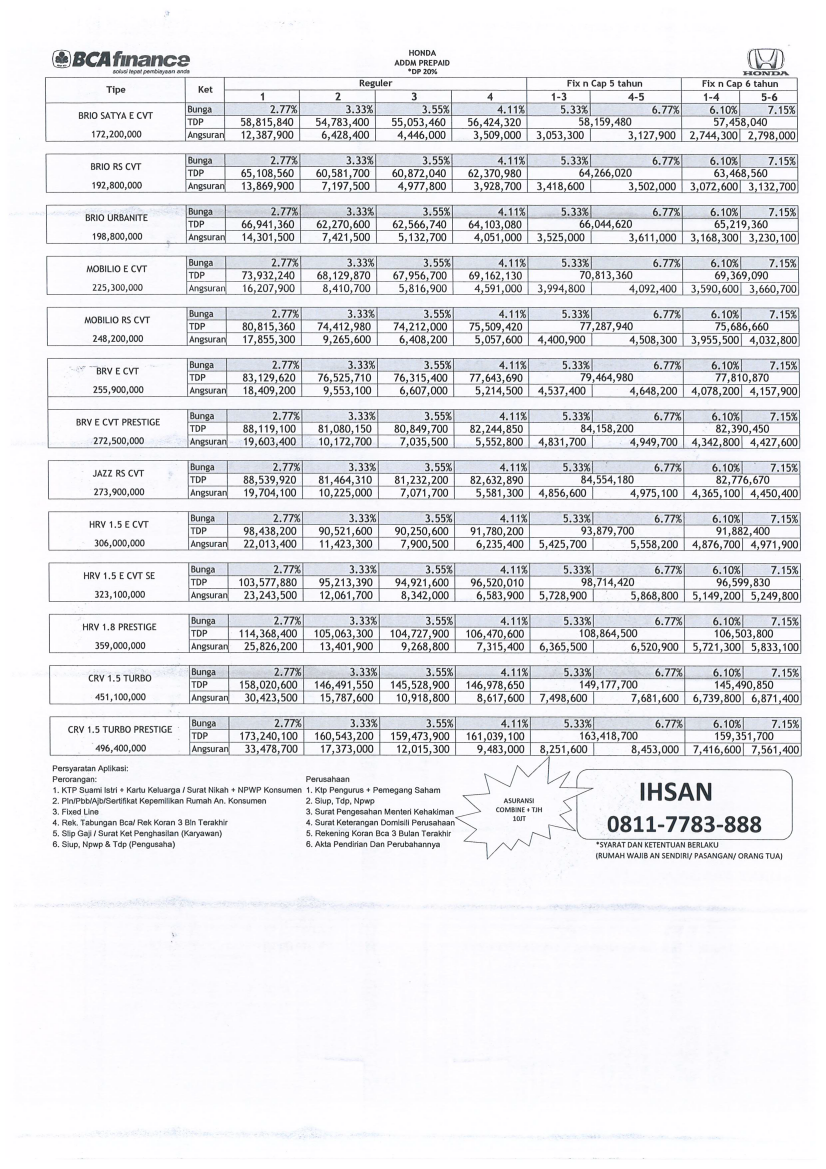 BCAfinance
solusi tepat pembiayaan anda
HONDA
ADDM PREPAID
*DP 20%
HONDA
Tipe Ket Reguler Fix n Cap 5 tahun Fix n Cap 6 tahun
1 2 3 4 1-3 4-5 1-4 5-6
BRIO SATYA E CVT
172,200,000
Bunga 2.77% 3.33% 3.55% 4.11% 5.33% 6.77% 6.10% 7.15%
TDP 58,815,840 54,783,400 55,053,460 56,424,320 58,159,480 57,458,040
Angsuran 12,387,900 6,428,400 4,446,000 3,509,000 3,053,300 3,127,900 2,744,300 2,798,000
BRIO RS CVT
192,800,000
Bunga 2.77% 3.33% 3.55% 4.11% 5.33% 6.77% 6.10% 7.15%
TDP 65,108,560 60,581,700 60,872,040 62,370,980 64,266,020 63,468,560
Angsuran 13,869,900 7,197,500 4,977,800 3,928,700 3,418,600 3,502,000 3,072,600 3,132,700
BRIO URBANITE
198,800,000
Bunga 2.77% 3.33% 3.55% 4.11% 5.33% 6.77% 6.10% 7.15%
TDP 66,941,360 62,270,600 62,566,740 64,103,080 66,044,620 65,219,360
Angsuran 14,301,500 7,421,500 5,132,700 4,051,000 3,525,000 3,611,000 3,168,300 3,230,100
MOBILIO E CVT
225,300,000
Bunga 2.77% 3.33% 3.55% 4.11% 5.33% 6.77% 6.10% 7.15%
TDP 73,932,240 68,129,870 67,956,700 69,162,130 70,813,360 69,369,090
Angsuran 16,207,900 8,410,700 5,816,900 4,591,000 3,994,800 4,092,400 3,590,600 3,660,700
MOBILIO RS CVT
248,200,000
Bunga 2.77% 3.33% 3.55% 4.11% 5.33% 6.77% 6.10% 7.15%
TDP 80,815,360 74,412,980 74,212,000 75,509,420 77,287,940 75,686,660
Angsuran 17,855,300 9,265,600 6,408,200 5,057,600 4,400,900 4,508,300 3,955,500 4,032,800
BRV E CVT
255,900,000
Bunga 2.77% 3.33% 3.55% 4.11% 5.33% 6.77% 6.10% 7.15%
TDP 83,129,620 76,525,710 76,315,400 77,643,690 79,464,980 77,810,870
Angsuran 18,409,200 9,553,100 6,607,000 5,214,500 4,537,400 4,648,200 4,078,200 4,157,900
BRV E CVT PRESTIGE
272,500,000
Bunga 2.77% 3.33% 3.55% 4.11% 5.33% 6.77% 6.10% 7.15%
TDP 88,119,100 81,080,150 80,849,700 82,244,850 84,158,200 82,390,450
Angsuran 19,603,400 10,172,700 7,035,500 5,552,800 4,831,700 4,949,700 4,342,800 4,427,600
JAZZ RS CVT
273,900,000
Bunga 2.77% 3.33% 3.55% 4.11% 5.33% 6.77% 6.10% 7.15%
TDP 88,539,920 81,464,310 81,232,200 82,632,890 84,554,180 82,776,670
Angsuran 19,704,100 10,225,000 7,071,700 5,581,300 4,856,600 4,975,100 4,365,100 4,450,400
HRV 1.5 E CVT
306,000,000
Bunga 2.77% 3.33% 3.55% 4.11% 5.33% 6.77% 6.10% 7.15%
TDP 98,438,200 90,521,600 90,250,600 91,780,200 93,879,700 91,882,400
Angsuran 22,013,400 11,423,300 7,900,500 6,235,400 5,425,700 5,558,200 4,876,700 4,971,900
HRV 1.5 E CVT SE
323,100,000
Bunga 2.77% 3.33% 3.55% 4.11% 5.33% 6.77% 6.10% 7.15%
TDP 103,577,880 95,213,390 94,921,600 96,520,010 98,714,420 96,599,830
Angsuran 23,243,500 12,061,700 8,342,000 6,583,900 5,728,900 5,868,800 5,149,200 5,249,800
HRV 1.8 PRESTIGE
359,000,000
Bunga 2.77% 3.33% 3.55% 4.11% 5.33% 6.77% 6.10% 7.15%
TDP 114,368,400 105,063,300 104,727,900 106,470,600 108,864,500 106,503,800
Angsuran 25,826,200 13,401,900 9,268,800 7,315,400 6,365,500 6,520,900 5,721,300 5,833,100
CRV 1.5 TURBO
451,100,000
Bunga 2.77% 3.33% 3.55% 4.11% 5.33% 6.77% 6.10% 7.15%
TDP 158,020,600 146,491,550 145,528,900 146,978,650 149,177,700 145,490,850
Angsuran 30,423,500 15,787,600 10,918,800 8,617,600 7,498,600 7,681,600 6,739,800 6,871,400
CRV 1.5 TURBO PRESTIGE
496,400,000
Bunga 2.77% 3.33% 3.55% 4.11% 5.33% 6.77% 6.10% 7.15%
TDP 173,240,100 160,543,200 159,473,900 161,039,100 163,418,700 159,351,700
Angsuran 33,478,700 17,373,000 12,015,300 9,483,000 8,251,600 8,453,000 7,416,600 7,561,400
Persyaratan Aplikasi:
Perorangan:
1. KTP Suami Istri + Kartu Keluarga / Surat Nikah + NPWP Konsumen
2. Pln/Pbb/Ajb/Sertifikat Kepemilikan Rumah An. Konsumen
3. Fixed Line
4. Rek. Tabungan Bca/ Rek Koran 3 Bln Terakhir
5. Slip Gaji / Surat Ket Penghasilan (Karyawan)
6. Siup, Npwp & Tdp (Pengusaha)
Perusahaan
1. Ktp Pengurus + Pemegang Saham
2. Siup, Tdp, Npwp
3. Surat Pengesahan Menteri Kehakiman
4. Surat Keterangan Domisili Perusahaan
5. Rekening Koran Bca 3 Bulan Terakhir
6. Akta Pendirian Dan Perubahannya
ASURANSI
COMBINE + TJH
10JT
IHSAN
0811-7783-888
*SYARAT DAN KETENTUAN BERLAKU
(RUMAH WAJIB AN SENDIRI/ PASANGAN/ ORANG TUA)